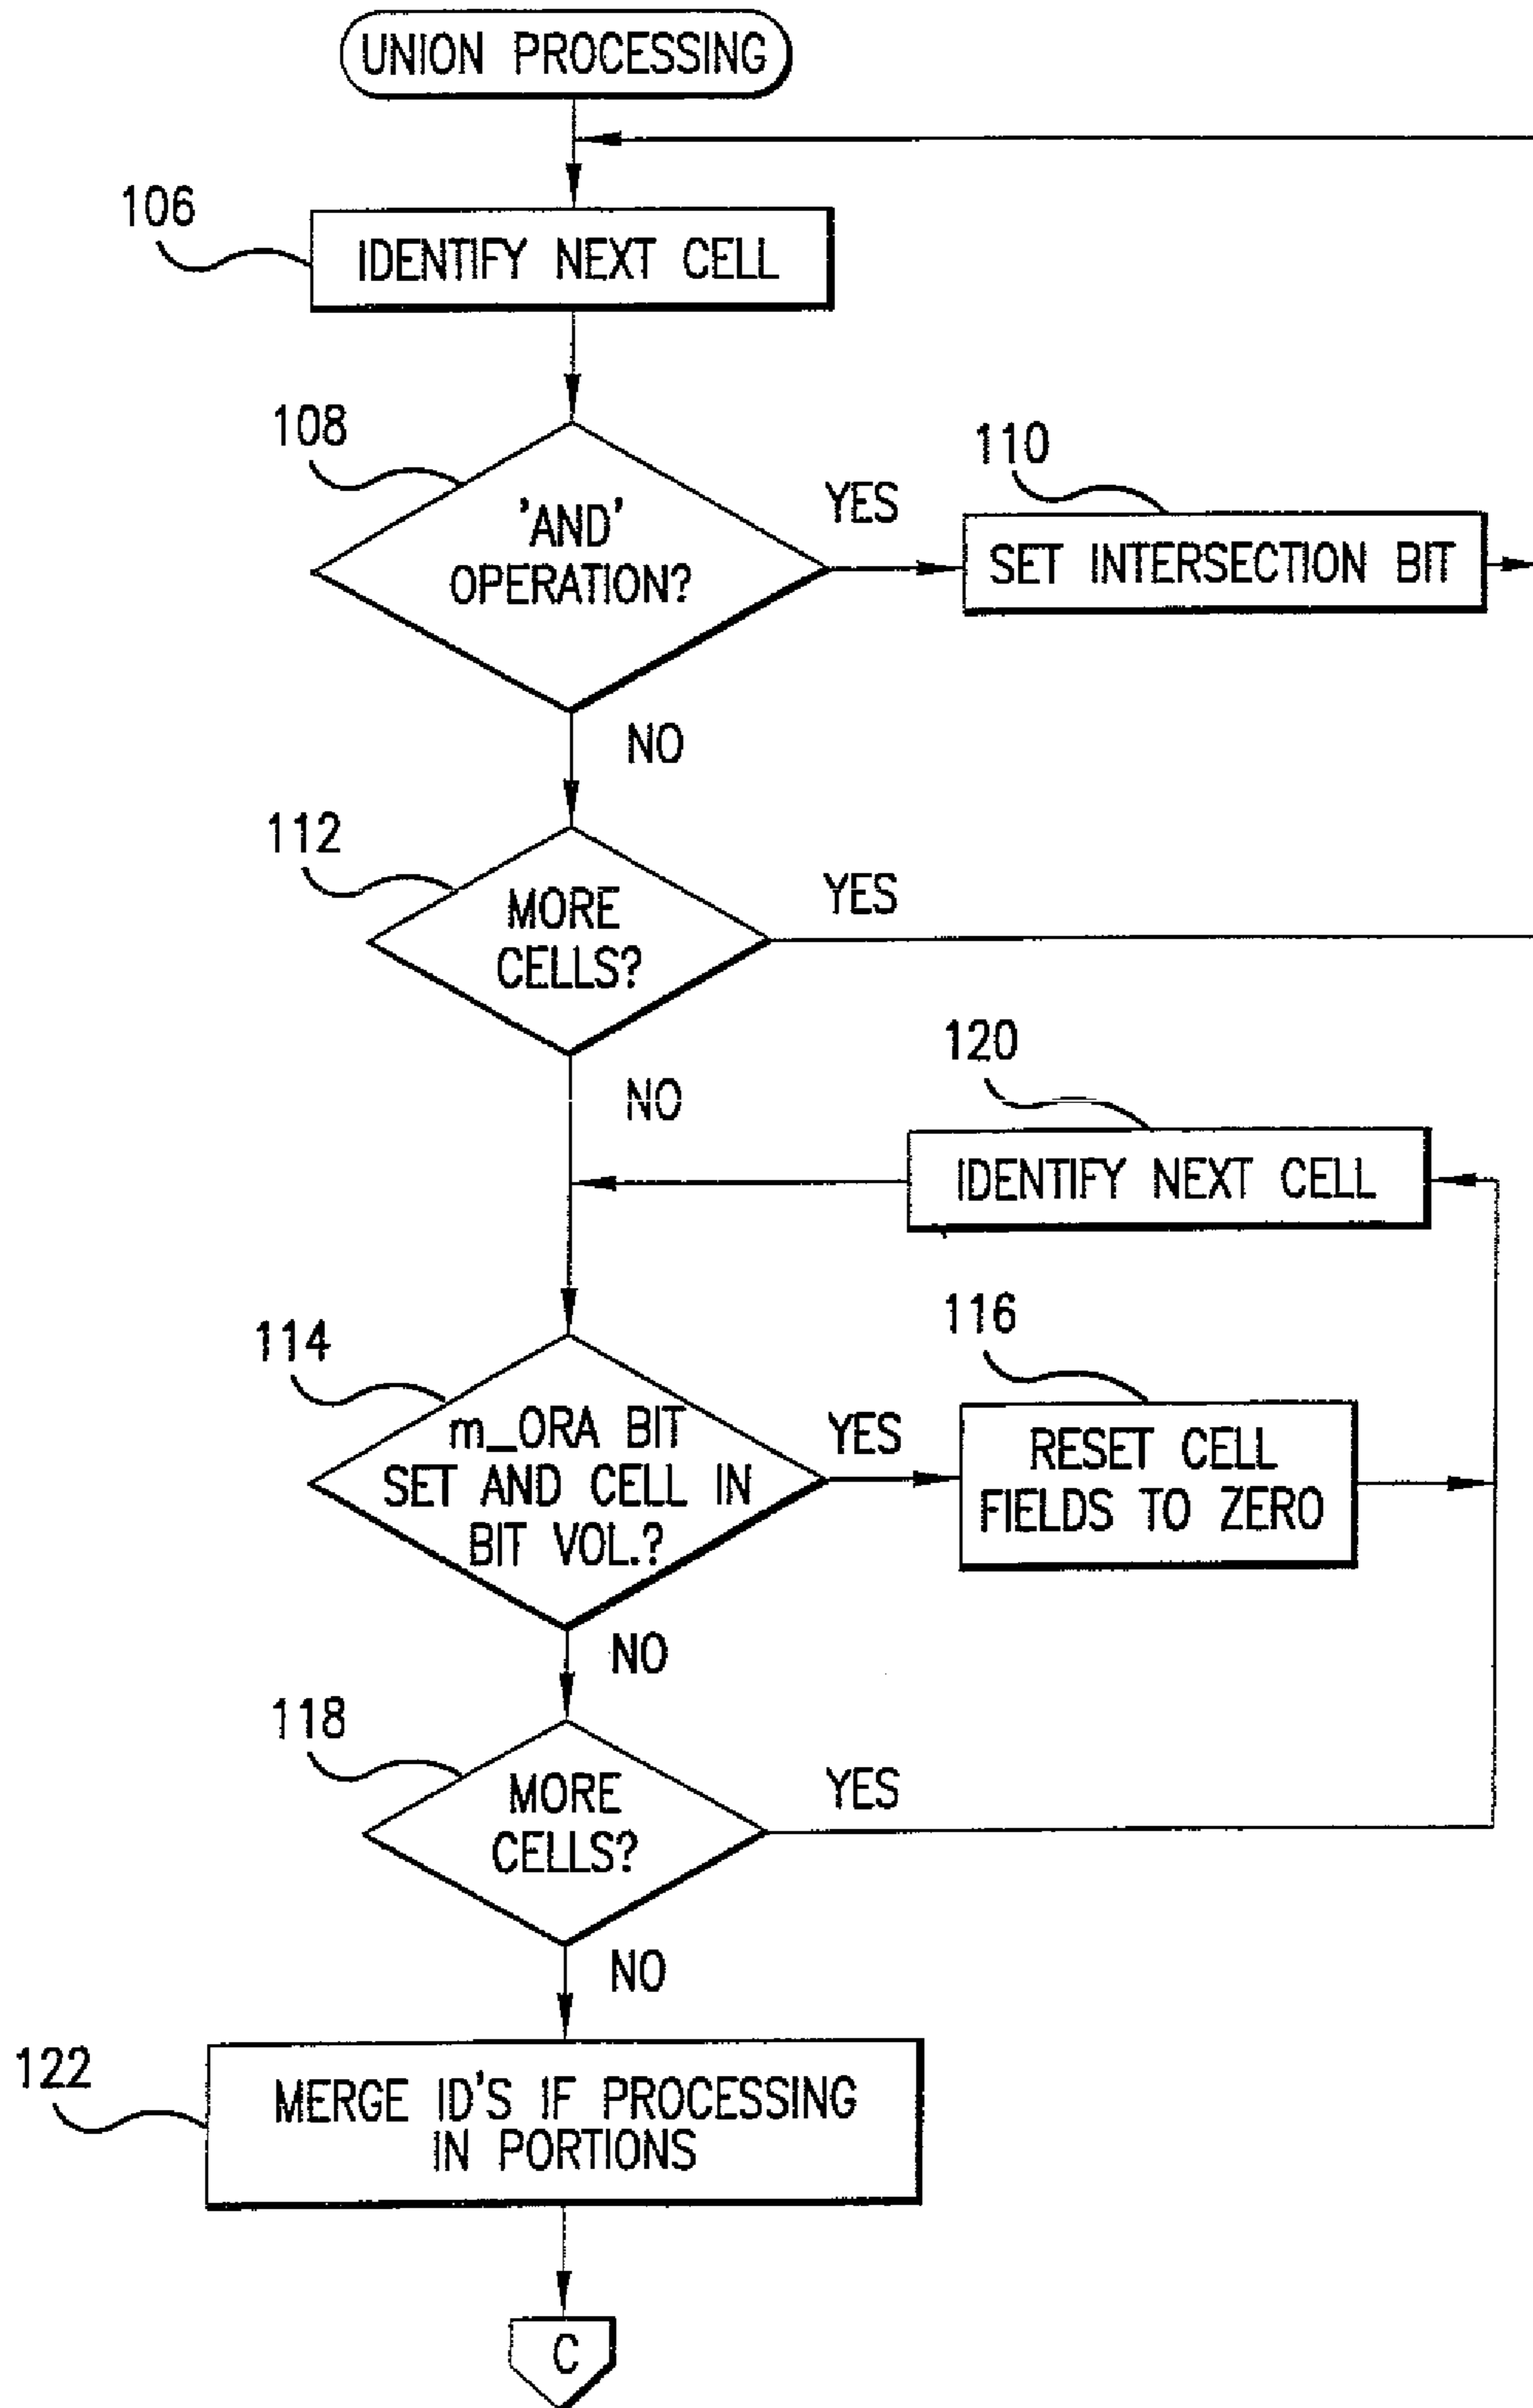 UNION PROCESSING
106
IDENTIFY NEXT CELL
108
'AND'
OPERATION?
YES
110
SET INTERSECTION BIT
NO
112
MORE
CELLS?
YES
NO
120
IDENTIFY NEXT CELL
114
m_ORA BIT
SET AND CELL IN
BIT VOL.?
YES
116
RESET CELL
FIELDS TO ZERO
NO
118
MORE
CELLS?
YES
NO
122
MERGE ID'S IF PROCESSING
IN PORTIONS
C